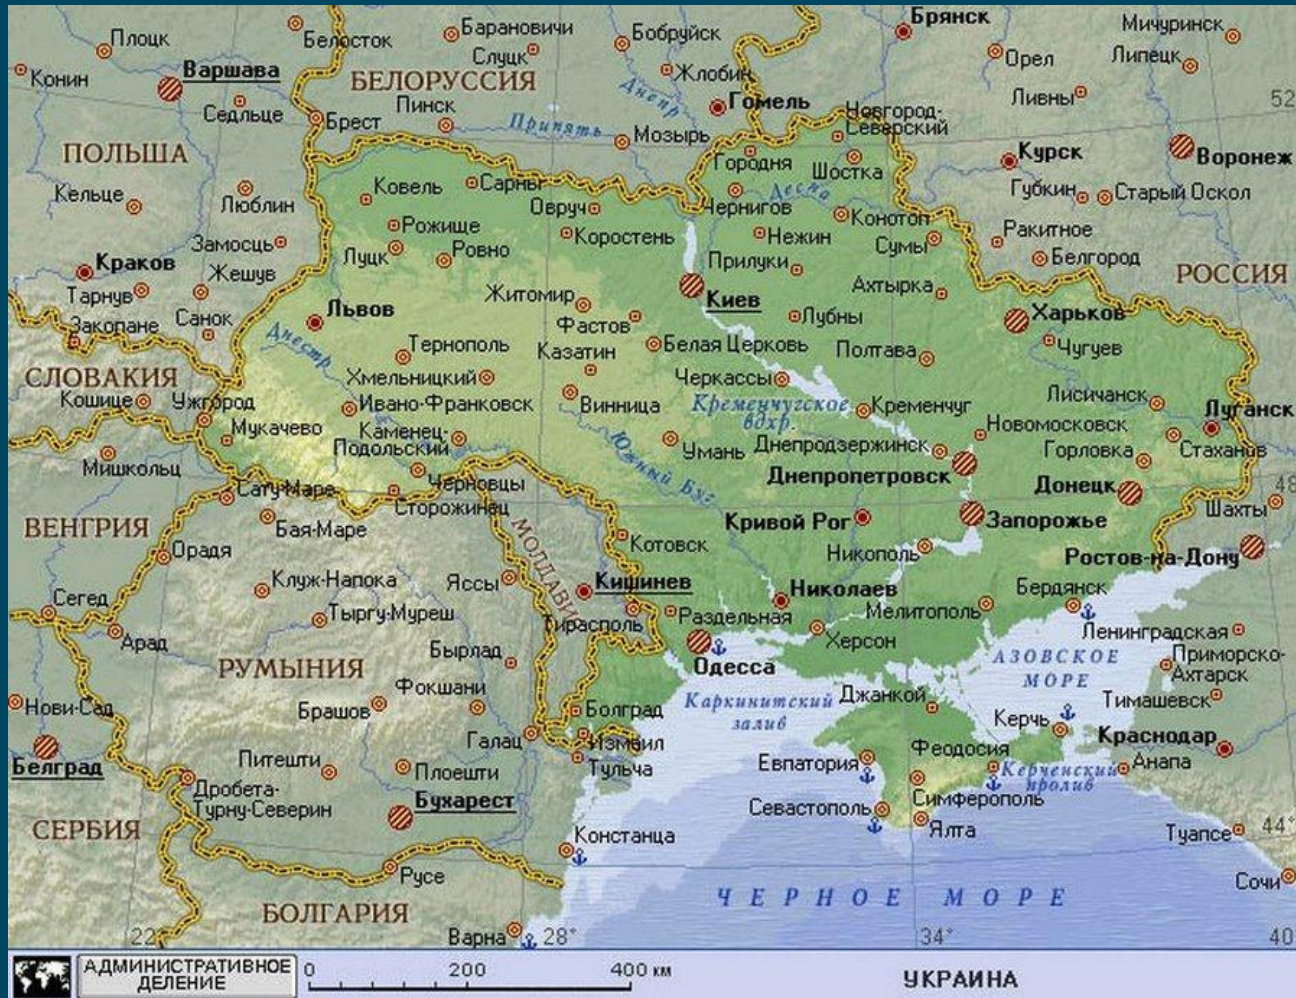 Брянск
Мичуринск
Плоцк
Белосток
Барановичи
Бобруйск
Слуцк
Орел
Липецк
Конин
Варшава
БЕЛОРУССИЯ
Жлобин
Днепр
Гомель
Ливны
52
Седльце
Пинск
Новгород-
Северский
Брест
Припять
Мозырь
Воронеж
ПОЛЬША
Городня
Шостка
Курск
Кельце
Люблин
Ковель
Сарны
Десна
Губкин
Старый Оскол
Овруч
Чернигов
Конотоп
Рожище
Коростень
Нежин
Сумы
Ракитное
Замосць
Луцк
Ровно
Прилуки
Белгород
Краков
Жешув
РОССИЯ
Тарнув
Житомир
Киев
Ахтырка
Закопане
Санок
Львов
Фастов
Лубны
Харьков
Днестр
Тернополь
Казатин
Белая Церковь
Полтава
Чугуев
СЛОВАКИЯ
Хмельницкий
Черкассы
Кошице
Ужгород
Ивано-Франковск
Винница
Кременчугское
вдхр.
Кременчуг
Лисичанск
Луганск
Мукачево
Каменец-
Подольский
Южный Буг
Умань
Днепродзержинск
Новомосковск
Горловка
Стаханов
Мишкольц
Днепропетровск
Черновцы
Сату-Маре
Сторожинец
Донецк
48
ВЕНГРИЯ
Бая-Маре
МОЛДАВИЯ
Кривой Рог
Запорожье
Шахты
Орадя
Котовск
Никополь
Ростов-на-Дону
Клуж-Напока
Яссы
Кишинев
Николаев
Бердянск
Сегед
Тыргу-Муреш
Тирасполь
Раздельная
Мелитополь
Арад
Херсон
Ленинградская
РУМЫНИЯ
Бырлад
Одесса
АЗОВСКОЕ
МОРЕ
Приморско-
Ахтарск
Фокшани
Каркинитский
залив
Джанкой
Тимашевск
Нови-Сад
Брашов
Болград
Керчь
Галац
Измаил
Феодосия
Краснодар
Белград
Питешти
Плоешти
Тульча
Евпатория
Керченский
пролив
Анапа
Дробета-
Турну-Северин
Бухарест
Севастополь
Симферополь
СЕРБИЯ
Констанца
Ялта
Туапсе
44°
Русе
Сочи
БОЛГАРИЯ
ЧЕРНОЕ МОРЕ
22°
Варна
28°
34°
40
АДМИНИСТРАТИВНОЕ
ДЕЛЕНИЕ
0
200
400 км
УКРАИНА